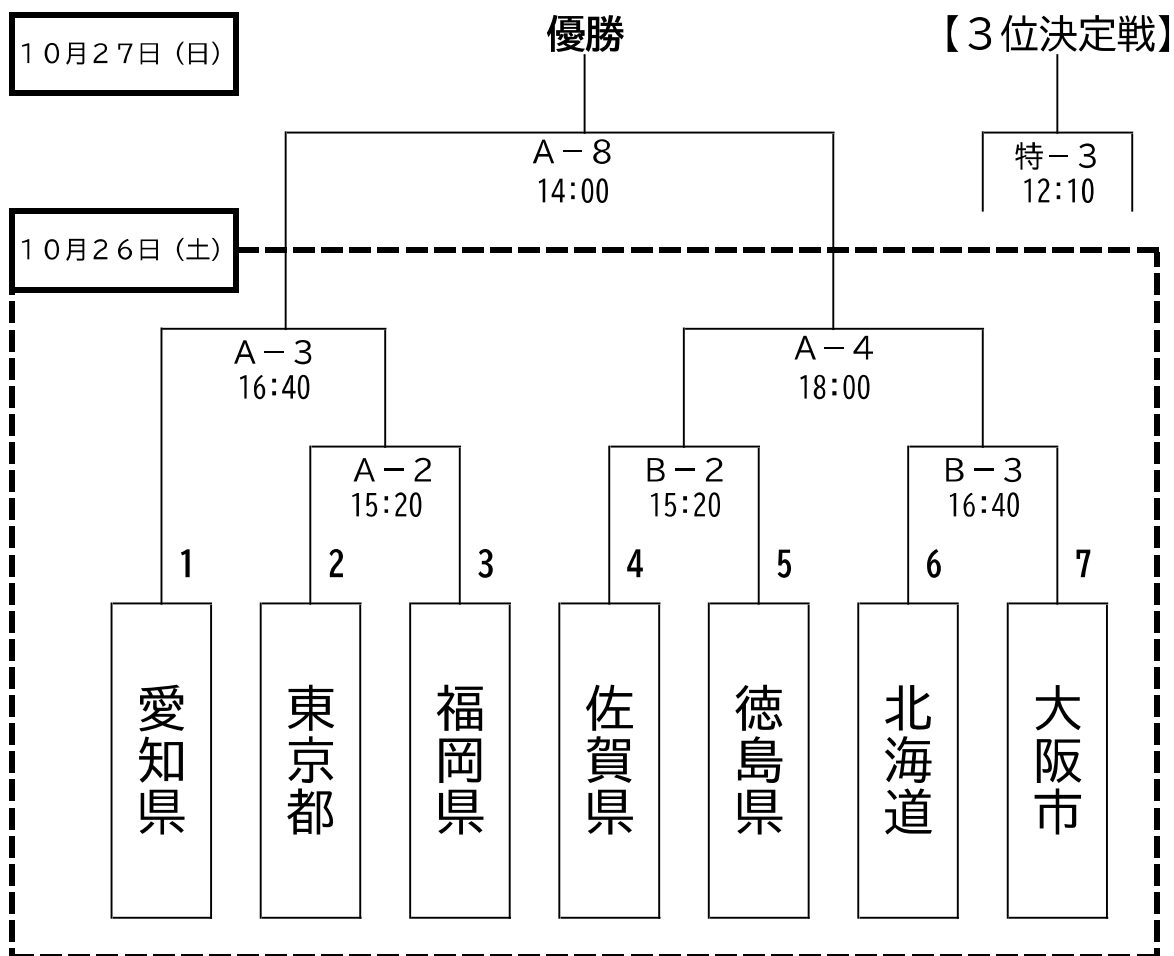 １０月２７日（日）
優勝
【３位決定戦】
Ａ－８
14:00
特－３
12:10
１０月２６日（土）
Ａ－３
16:40
Ａ－４
18:00
Ａ－２
15:20
Ｂ－２
15:20
Ｂ－３
16:40
1
2
3
4
5
6
7
愛知県
東京都
福岡県
佐賀県
徳島県
北海道
大阪市